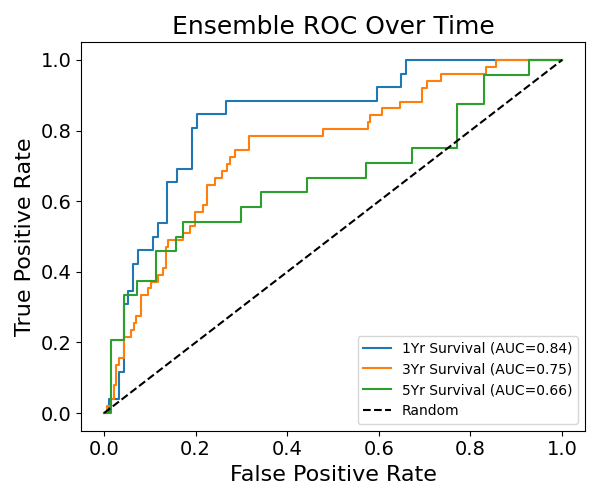 Ensemble ROC Over Time
1.0
0.8
0.6
0.4
0.2
0.0
True Positive Rate
1Yr Survival (AUC=0.84)
3Yr Survival (AUC=0.75)
5Yr Survival (AUC=0.66)
Random
0.0 0.2 0.4 0.6 0.8 1.0
False Positive Rate